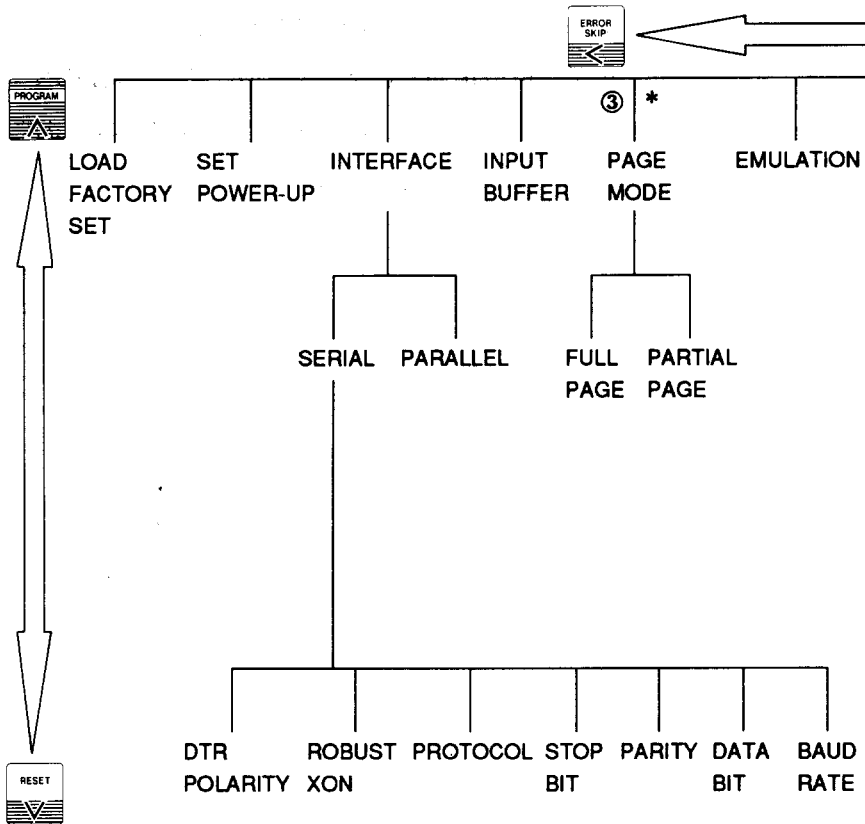 ERROR
SKIP
PROGRAM
③ *
LOAD
FACTORY
SET
SET
POWER-UP
INTERFACE
INPUT
BUFFER
PAGE
MODE
EMULATION
SERIAL
PARALLEL
FULL
PAGE
PARTIAL
PAGE
DTR
POLARITY
ROBUST
XON
PROTOCOL
STOP
BIT
PARITY
DATA
BIT
BAUD
RATE
RESET